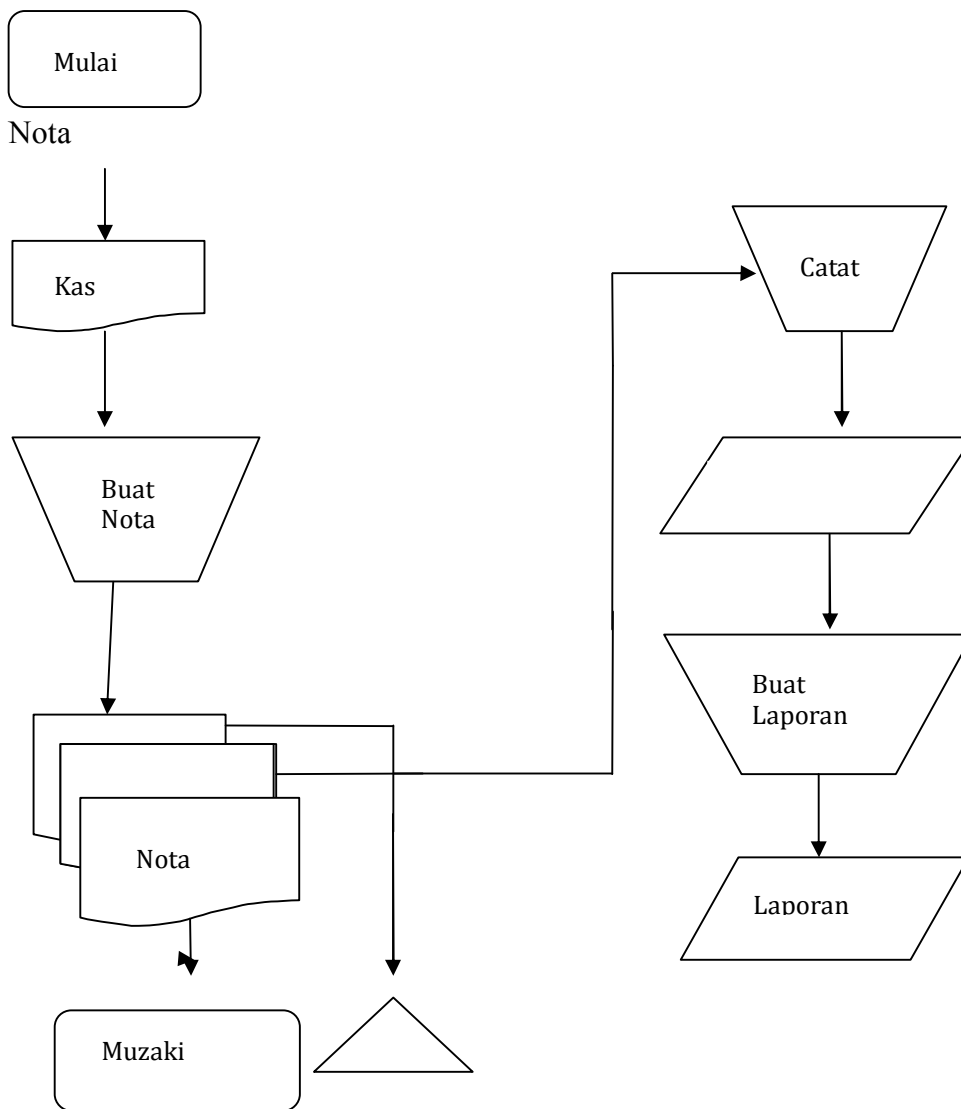 Mulai
Nota
Kas
Buat
Nota
Nota
Muzaki
Catat
Buat
Laporan
Laporan